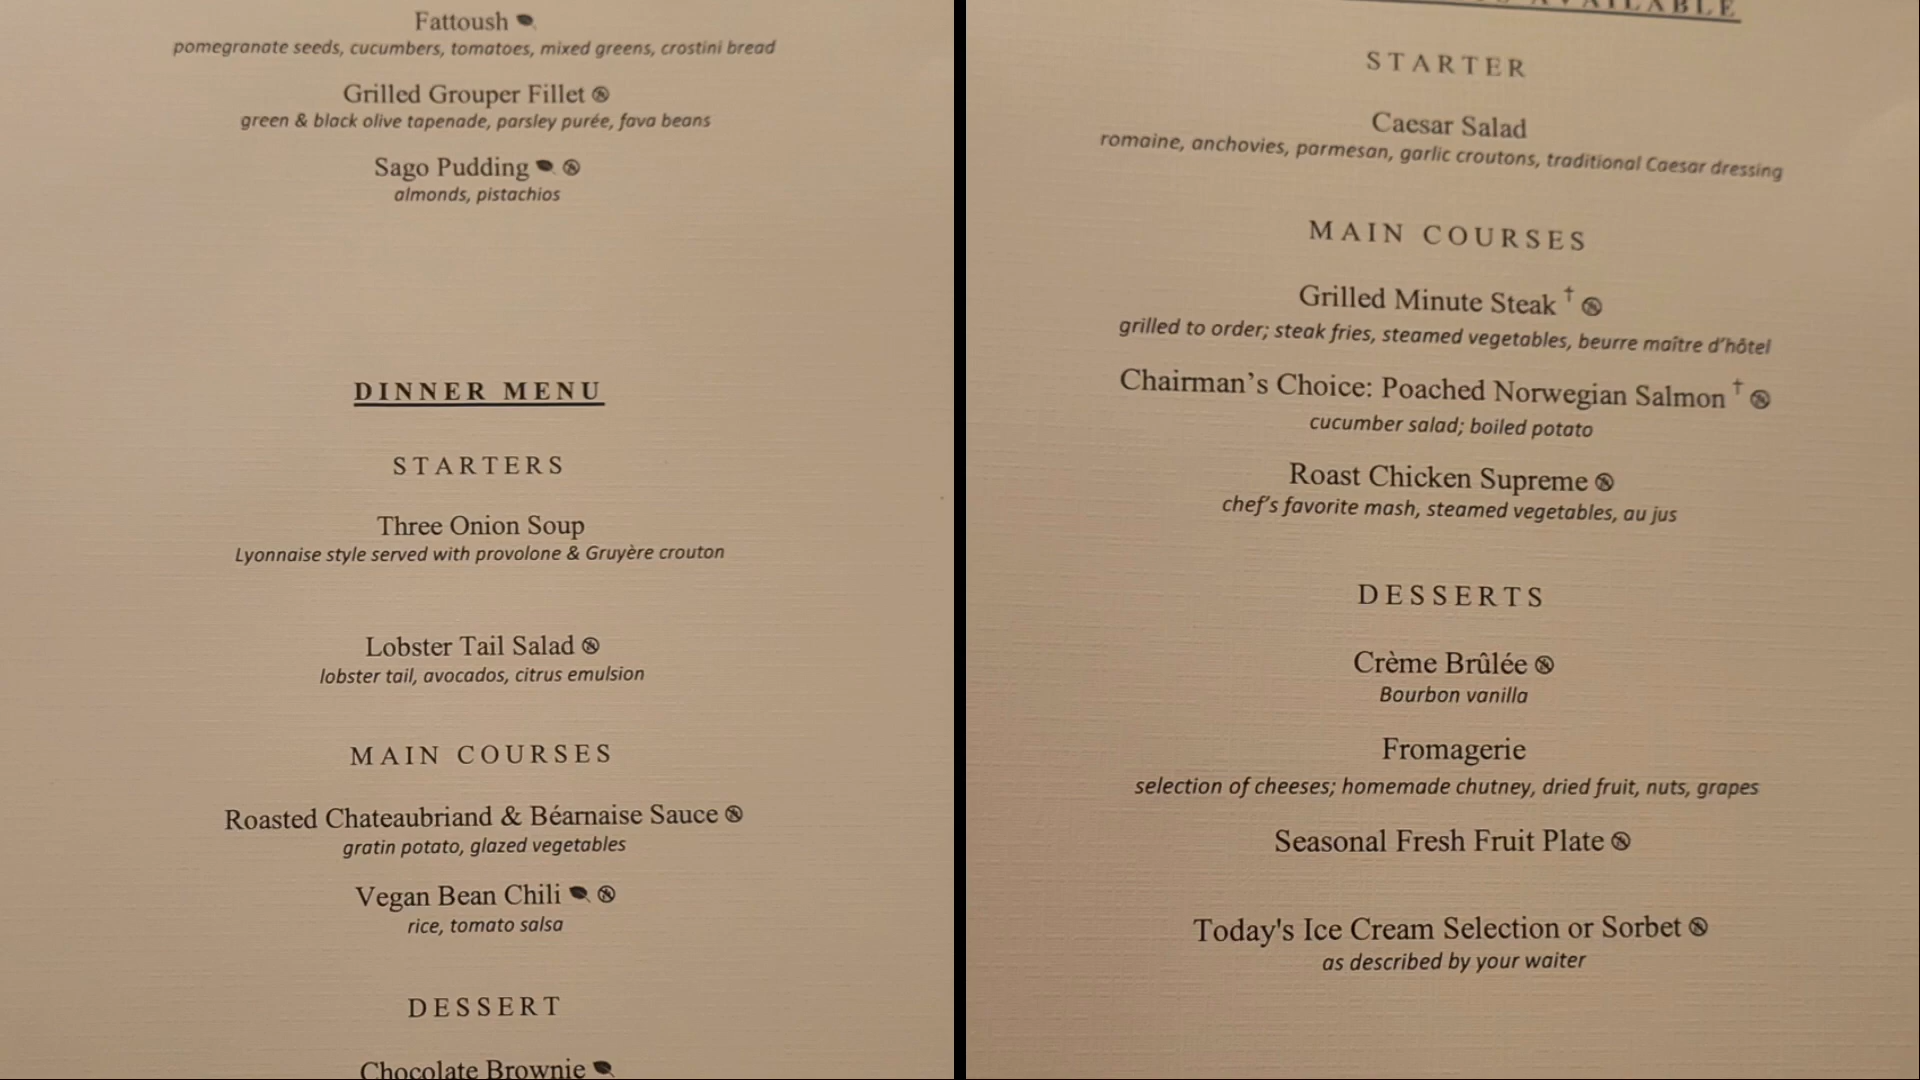 Fattoush
pomegranate seeds, cucumbers, tomatoes, mixed greens, crostini bread
Grilled Grouper Fillet
green & black olive tapenade, parsley purée, fava beans
Sago Pudding
almonds, pistachios
DINNER MENU
STARTERS
Three Onion Soup
Lyonnaise style served with provolone & Gruyère crouton
Lobster Tail Salad
lobster tail, avocados, citrus emulsion
MAIN COURSES
Roasted Chateaubriand & Béarnaise Sauce
gratin potato, glazed vegetables
Vegan Bean Chili
rice, tomato salsa
DESSERT
Chocolate Brownie
AVAILABLE
STARTER
Caesar Salad
romaine, anchovies, parmesan, garlic croutons, traditional Caesar dressing
MAIN COURSES
Grilled Minute Steak †
grilled to order; steak fries, steamed vegetables, beurre maître d'hôtel
Chairman's Choice: Poached Norwegian Salmon †
cucumber salad; boiled potato
Roast Chicken Supreme
chef's favorite mash, steamed vegetables, au jus
DESSERTS
Crème Brûlée
Bourbon vanilla
Fromagerie
selection of cheeses; homemade chutney, dried fruit, nuts, grapes
Seasonal Fresh Fruit Plate
Today's Ice Cream Selection or Sorbet
as described by your waiter